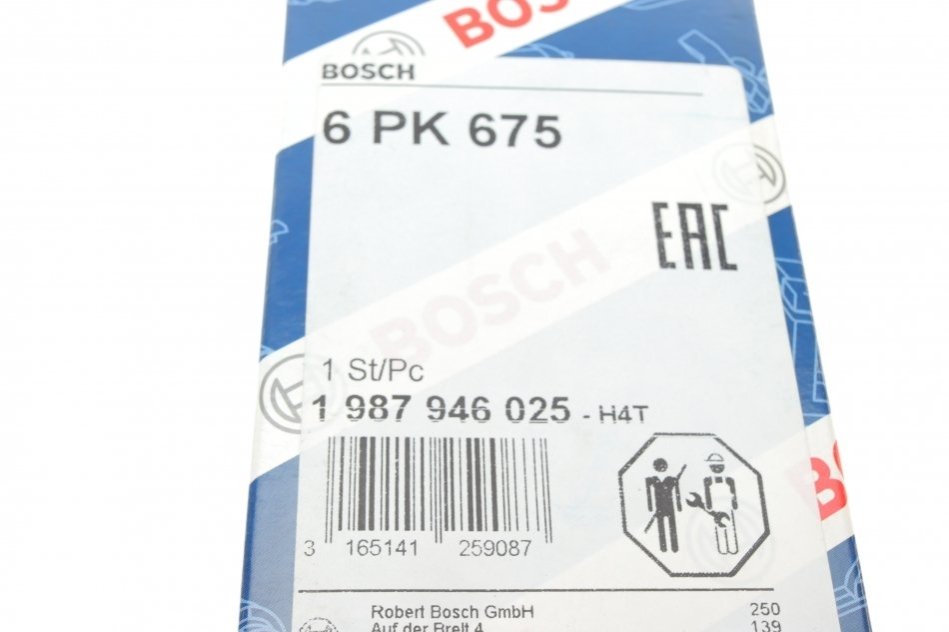 BOSCH
BOSCH
6 PK 675
EAC
BOSCH
1 St/Pc
1 987 946 025 - H4T
BO
3 165141 259087
Robert Bosch GmbH 250
Auf der Breit 4 139